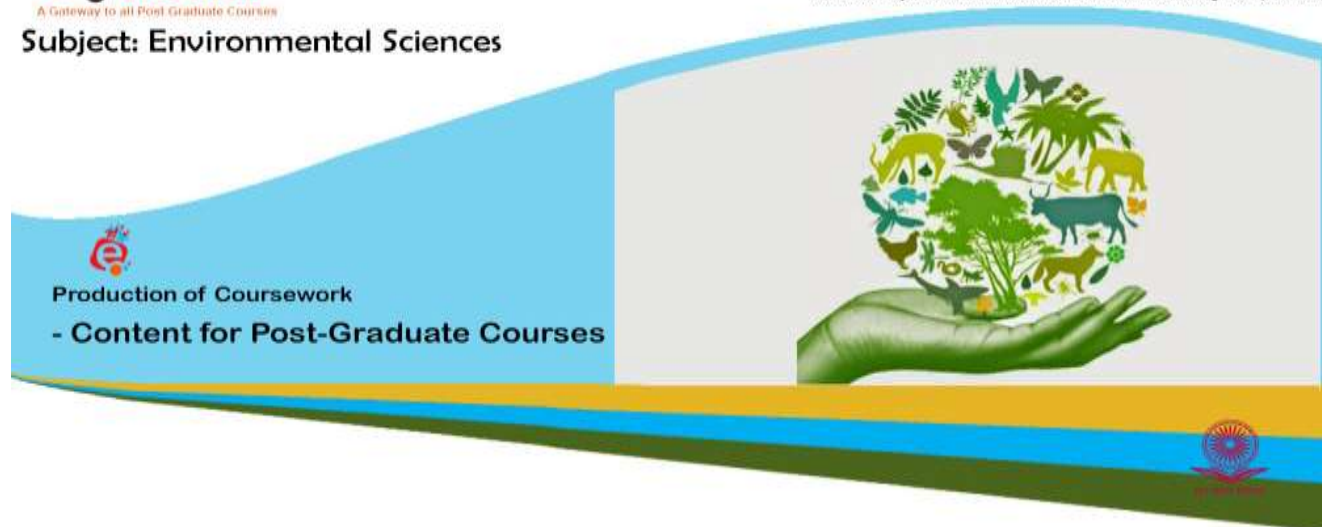 A Gateway to all Post Graduate Courses
Subject: Environmental Sciences
Production of Coursework
- Content for Post-Graduate Courses